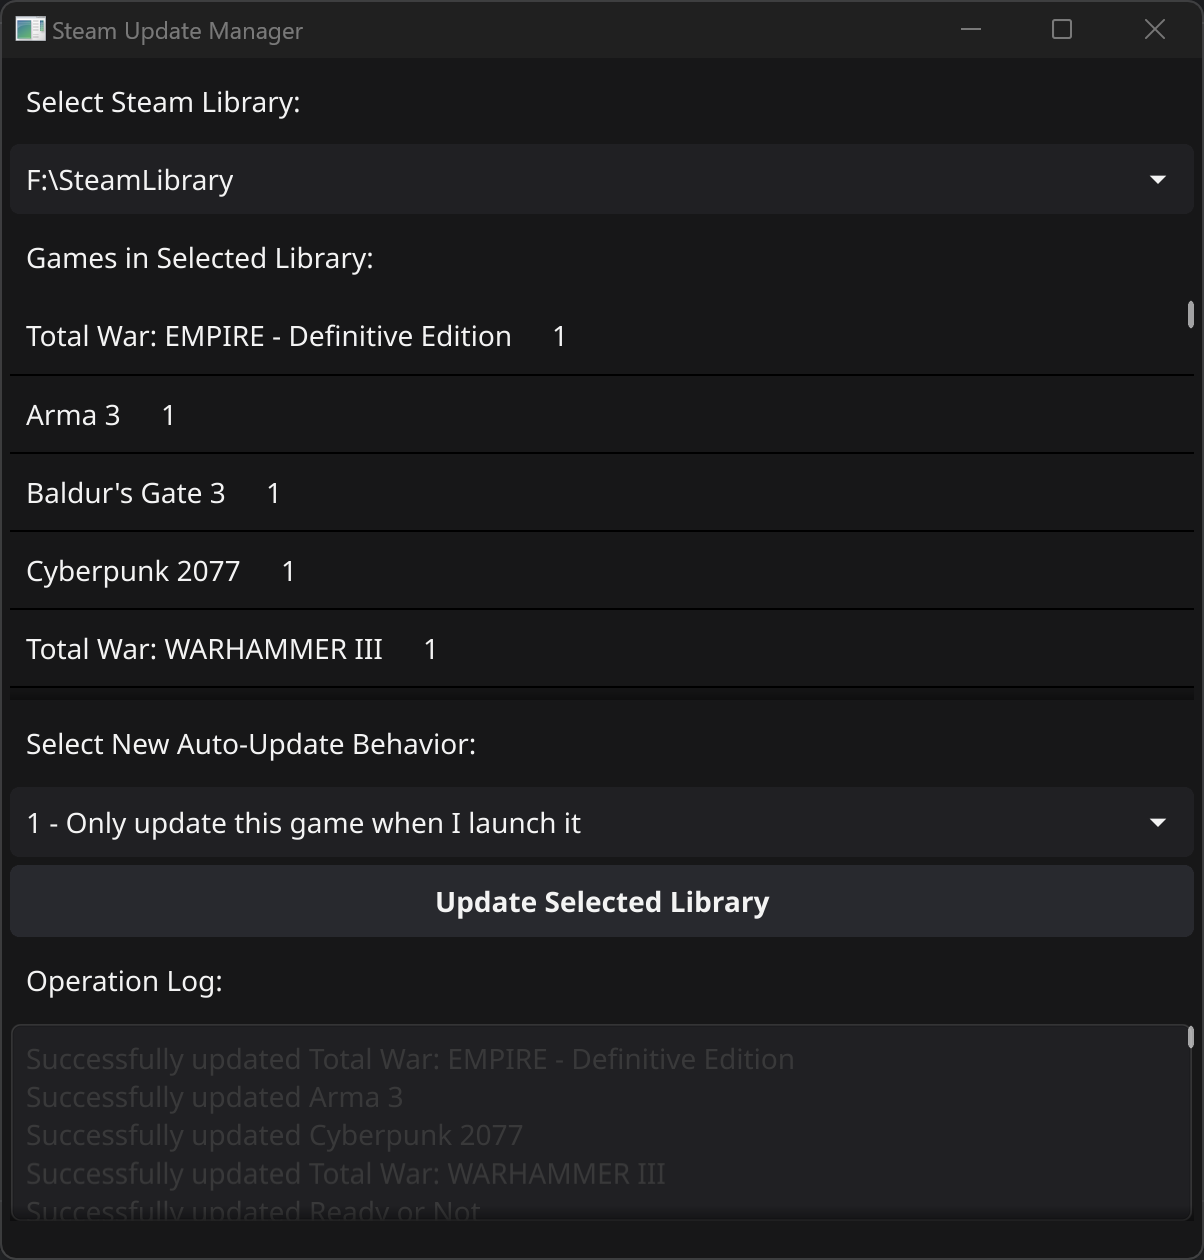 Steam Update Manager
Select Steam Library:
F:\SteamLibrary
Games in Selected Library:
Total War: EMPIRE - Definitive Edition 1
Arma 3 1
Baldur's Gate 3 1
Cyberpunk 2077 1
Total War: WARHAMMER III 1
Select New Auto-Update Behavior:
1 - Only update this game when I launch it
Update Selected Library
Operation Log:
Successfully updated Total War: EMPIRE - Definitive Edition
Successfully updated Arma 3
Successfully updated Cyberpunk 2077
Successfully updated Total War: WARHAMMER III
Successfully updated Ready or Not